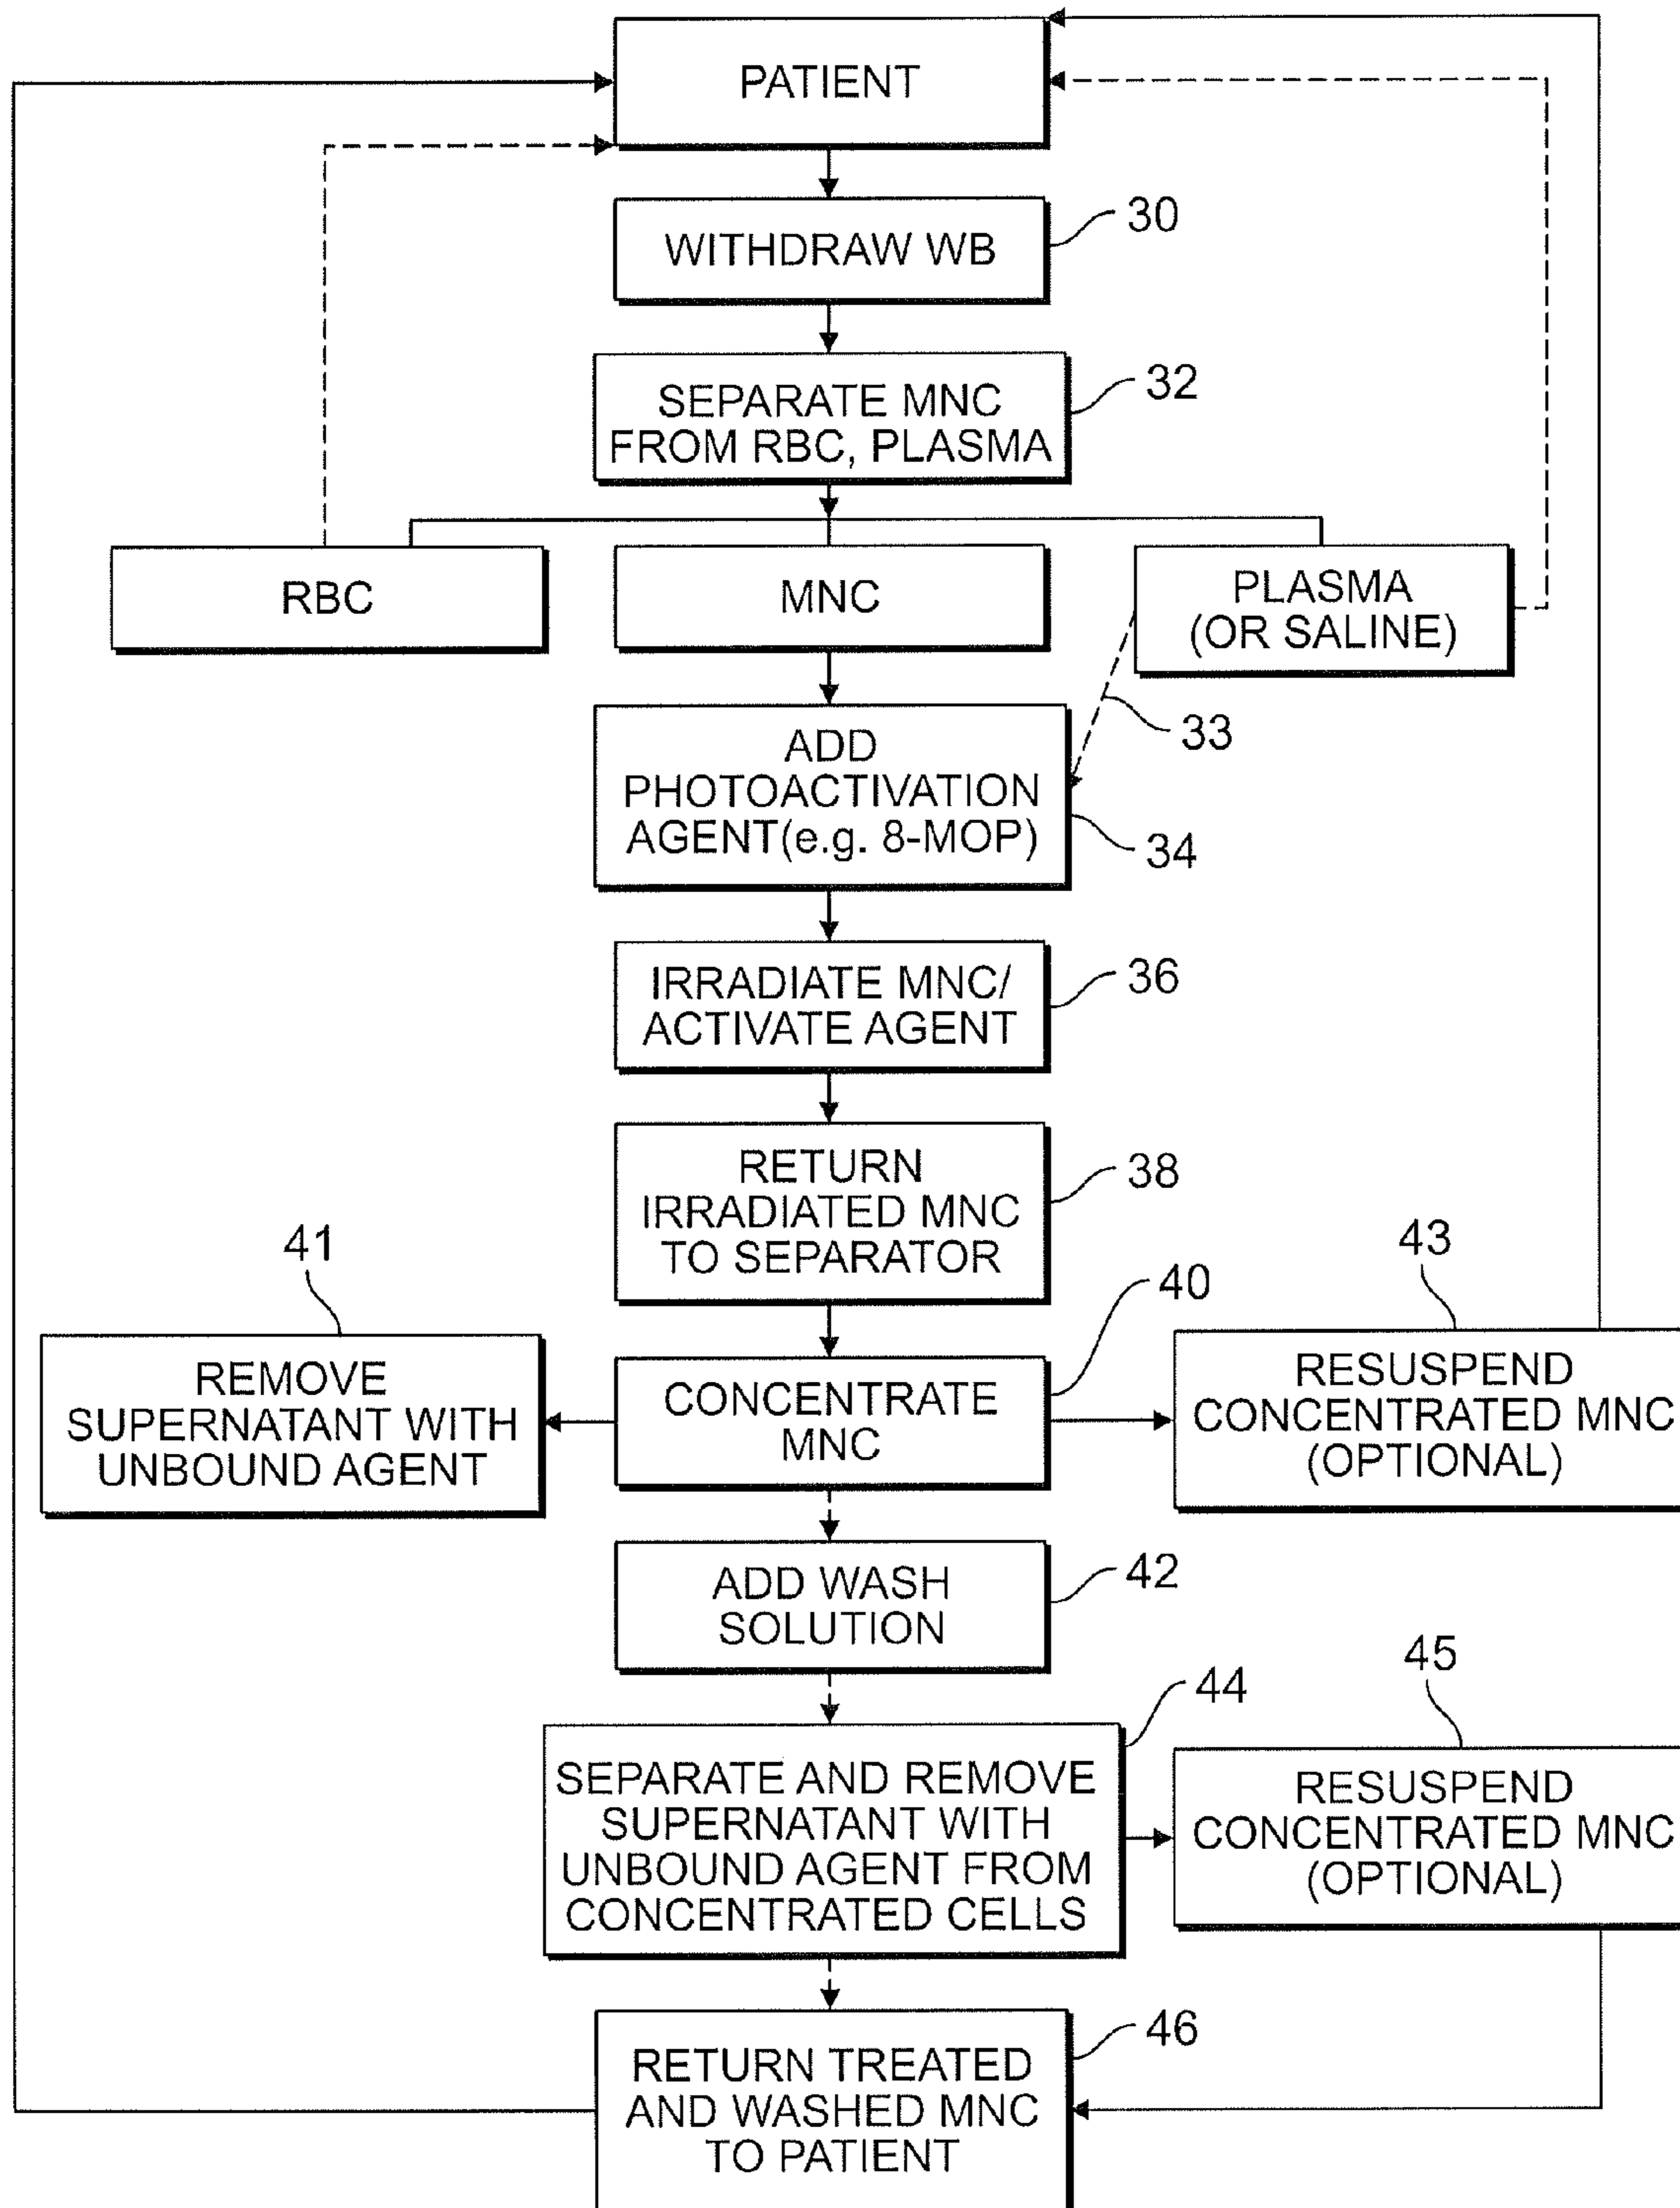 PATIENT
WITHDRAW WB
30
SEPARATE MNC
FROM RBC, PLASMA
32
RBC
MNC
PLASMA
(OR SALINE)
33
ADD
PHOTOACTIVATION
AGENT(e.g. 8-MOP)
34
IRRADIATE MNC/
ACTIVATE AGENT
36
RETURN
IRRADIATED MNC
TO SEPARATOR
38
41
REMOVE
SUPERNATANT WITH
UNBOUND AGENT
CONCENTRATE
MNC
40
43
RESUSPEND
CONCENTRATED MNC
(OPTIONAL)
ADD WASH
SOLUTION
42
SEPARATE AND REMOVE
SUPERNATANT WITH
UNBOUND AGENT FROM
CONCENTRATED CELLS
44
45
RESUSPEND
CONCENTRATED MNC
(OPTIONAL)
RETURN TREATED
AND WASHED MNC
TO PATIENT
46